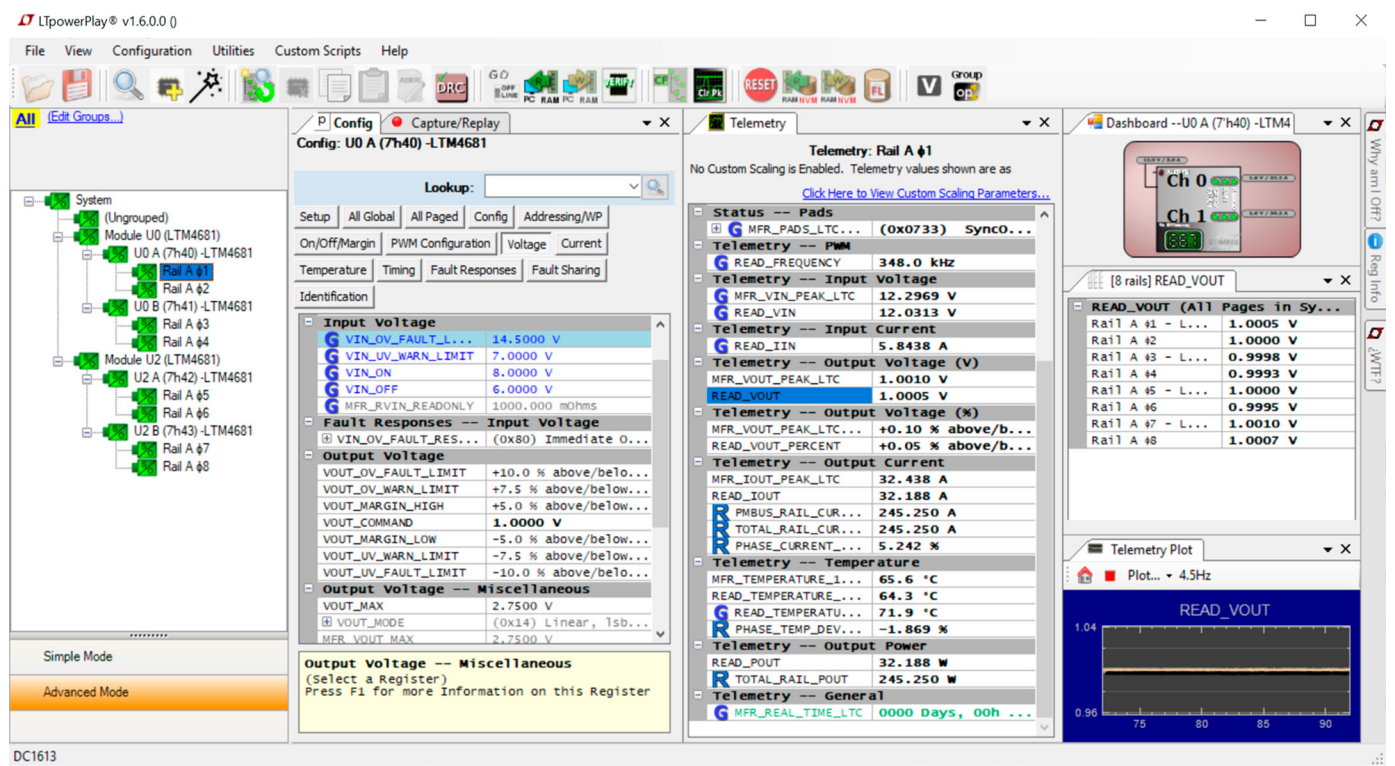 LTpowerPlay® v1.6.0.0 ()
File View Configuration Utilities Custom Scripts Help
DRC GO OFF LINE PC RAM PC RAM VERIFY CF Clr Pk RESET RAM NVM RAM NVM FL V Group op
All (Edit Groups...)
System
(Ungrouped)
Module U0 (LTM4681)
U0 A (7'h40) -LTM4681
Rail A ϕ1
Rail A ϕ2
U0 B (7'h41) -LTM4681
Rail A ϕ3
Rail A ϕ4
Module U2 (LTM4681)
U2 A (7'h42) -LTM4681
Rail A ϕ5
Rail A ϕ6
U2 B (7'h43) -LTM4681
Rail A ϕ7
Rail A ϕ8
Simple Mode
Advanced Mode
DC1613
P Config Capture/Replay
Config: U0 A (7'h40) -LTM4681
Lookup:
Setup All Global All Paged Config Addressing/WP
On/Off/Margin PWM Configuration Voltage Current
Temperature Timing Fault Responses Fault Sharing
Identification
Input Voltage
G VIN_OV_FAULT_L... 14.5000 V
G VIN_UV_WARN_LIMIT 7.0000 V
G VIN_ON 8.0000 V
G VIN_OFF 6.0000 V
G MFR_RVIN_READONLY 1000.000 mOhms
Fault Responses -- Input Voltage
VIN_OV_FAULT_RES... (0x80) Immediate O...
Output Voltage
VOUT_OV_FAULT_LIMIT +10.0 % above/belo...
VOUT_OV_WARN_LIMIT +7.5 % above/below...
VOUT_MARGIN_HIGH +5.0 % above/below...
VOUT_COMMAND 1.0000 V
VOUT_MARGIN_LOW -5.0 % above/below...
VOUT_UV_WARN_LIMIT -7.5 % above/below...
VOUT_UV_FAULT_LIMIT -10.0 % above/belo...
Output Voltage -- Miscellaneous
VOUT_MAX 2.7500 V
VOUT_MODE (0x14) Linear, lsb...
MFR_VOUT_MAX 2.7500 V
Output Voltage -- Miscellaneous
(Select a Register)
Press F1 for more Information on this Register
Telemetry
Telemetry: Rail A ϕ1
No Custom Scaling is Enabled. Telemetry values shown are as
Click Here to View Custom Scaling Parameters...
Status -- Pads
G MFR_PADS_LTC... (0x0733) SyncO...
Telemetry -- PWM
G READ_FREQUENCY 348.0 kHz
Telemetry -- Input Voltage
G MFR_VIN_PEAK_LTC 12.2969 V
G READ_VIN 12.0313 V
Telemetry -- Input Current
G READ_IIN 5.8438 A
Telemetry -- Output Voltage (V)
MFR_VOUT_PEAK_LTC 1.0010 V
READ_VOUT 1.0005 V
Telemetry -- Output Voltage (%)
MFR_VOUT_PEAK_LTC... +0.10 % above/b...
READ_VOUT_PERCENT +0.05 % above/b...
Telemetry -- Output Current
MFR_IOUT_PEAK_LTC 32.438 A
READ_IOUT 32.188 A
R PMBUS_RAIL_CUR... 245.250 A
R TOTAL_RAIL_CUR... 245.250 A
R PHASE_CURRENT_... 5.242 %
Telemetry -- Temperature
MFR_TEMPERATURE_1... 65.6 °C
READ_TEMPERATURE_... 64.3 °C
G READ_TEMPERATU... 71.9 °C
R PHASE_TEMP_DEV... -1.869 %
Telemetry -- Output Power
READ_POUT 32.188 W
R TOTAL_RAIL_POUT 245.250 W
Telemetry -- General
G MFR_REAL_TIME_LTC 0000 Days, 00h ...
Dashboard --U0 A (7'h40) -LTM4
Ch 0
Ch 1
[8 rails] READ_VOUT
READ_VOUT (All Pages in Sy...
Rail A ϕ1 - L... 1.0005 V
Rail A ϕ2 1.0000 V
Rail A ϕ3 - L... 0.9998 V
Rail A ϕ4 0.9993 V
Rail A ϕ5 - L... 1.0000 V
Rail A ϕ6 0.9995 V
Rail A ϕ7 - L... 1.0010 V
Rail A ϕ8 1.0007 V
Telemetry Plot
Plot... 4.5Hz
READ_VOUT
1.04
0.96
75 80 85 90
Why am I Off?
Reg Info
¿WTF?